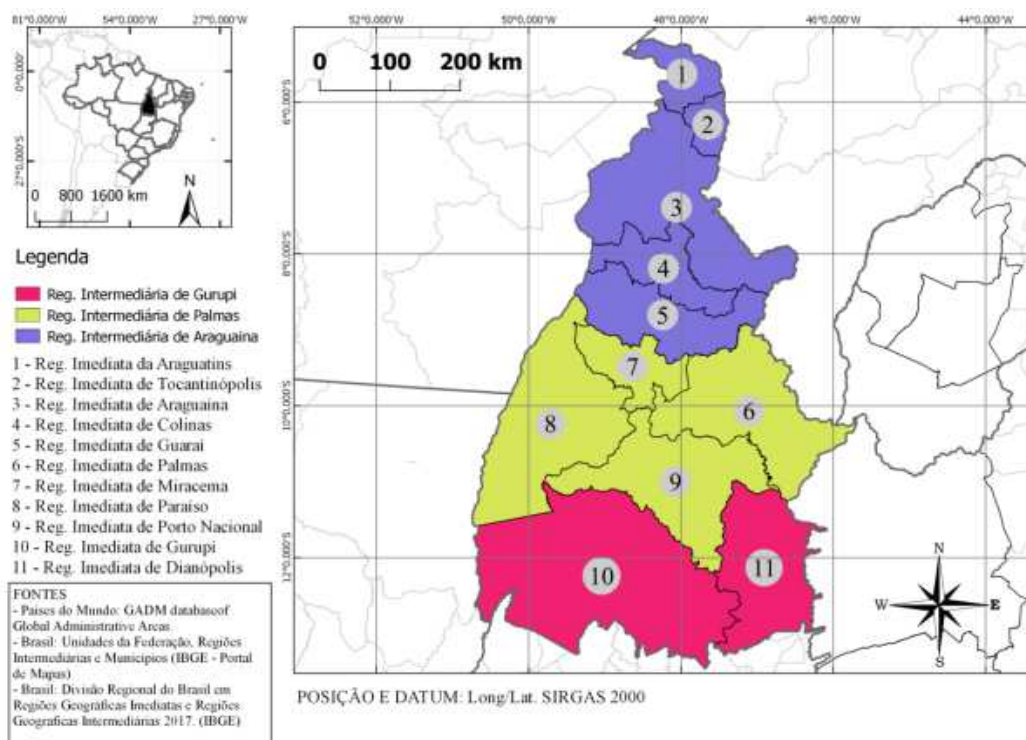 81°0.000'W 54°0.000'W 27°0.000'W
0°0.000'
27°0.000'S
N
0 800 1600 km
52°0.000'W 50°0.000'W 48°0.000'W 46°0.000'W 44°0.000'W
0 100 200 km
6°0.000'S
8°0.000'S
10°0.000'S
12°0.000'S
1
2
3
4
5
7
6
8
9
10
11
N
W E
S
Legenda
Reg. Intermediária de Gurupi
Reg. Intermediária de Palmas
Reg. Intermediária de Araguaina
1 - Reg. Imediata da Araguatins
2 - Reg. Imediata de Tocantinópolis
3 - Reg. Imediata de Araguaina
4 - Reg. Imediata de Colinas
5 - Reg. Imediata de Guarai
6 - Reg. Imediata de Palmas
7 - Reg. Imediata de Miracema
8 - Reg. Imediata de Paraiso
9 - Reg. Imediata de Porto Nacional
10 - Reg. Imediata de Gurupi
11 - Reg. Imediata de Dianópolis
FONTES
- Paises do Mundo: GADM databaseof
Global Administrative Areas
- Brasil: Unidades da Federação, Regiões
Intermediárias e Municipios (IBGE - Portal
de Mapas)
- Brasil: Divisão Regional do Brasil em
Regiões Geográficas Imediatas e Regiões
Geograficas Intermediárias 2017. (IBGE)
POSIÇÃO E DATUM: Long/Lat. SIRGAS 2000